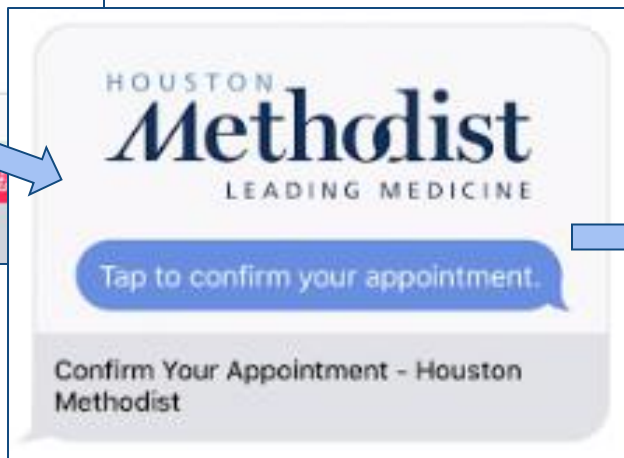 HOUSTON
Methodist
LEADING MEDICINE
Tap to confirm your appointment.
Confirm Your Appointment - Houston
Methodist